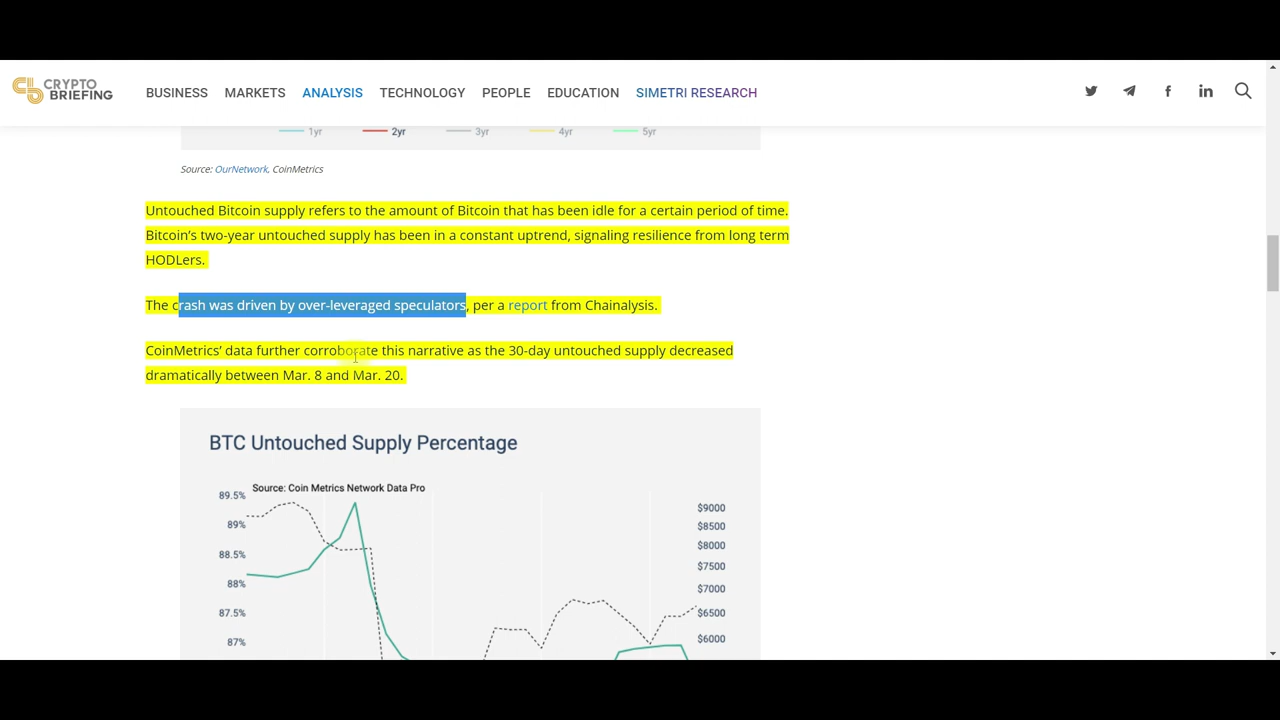 CRYPTO
BRIEFING
BUSINESS MARKETS ANALYSIS TECHNOLOGY PEOPLE EDUCATION SIMETRI RESEARCH
1yr 2yr 3yr 4yr 5yr
Source: OurNetwork, CoinMetrics
Untouched Bitcoin supply refers to the amount of Bitcoin that has been idle for a certain period of time.
Bitcoin’s two-year untouched supply has been in a constant uptrend, signaling resilience from long term
HODLers.
The crash was driven by over-leveraged speculators, per a report from Chainalysis.
CoinMetrics’ data further corroborate this narrative as the 30-day untouched supply decreased
dramatically between Mar. 8 and Mar. 20.
BTC Untouched Supply Percentage
Source: Coin Metrics Network Data Pro
89.5%
89%
88.5%
88%
87.5%
87%
$9000
$8500
$8000
$7500
$7000
$6500
$6000